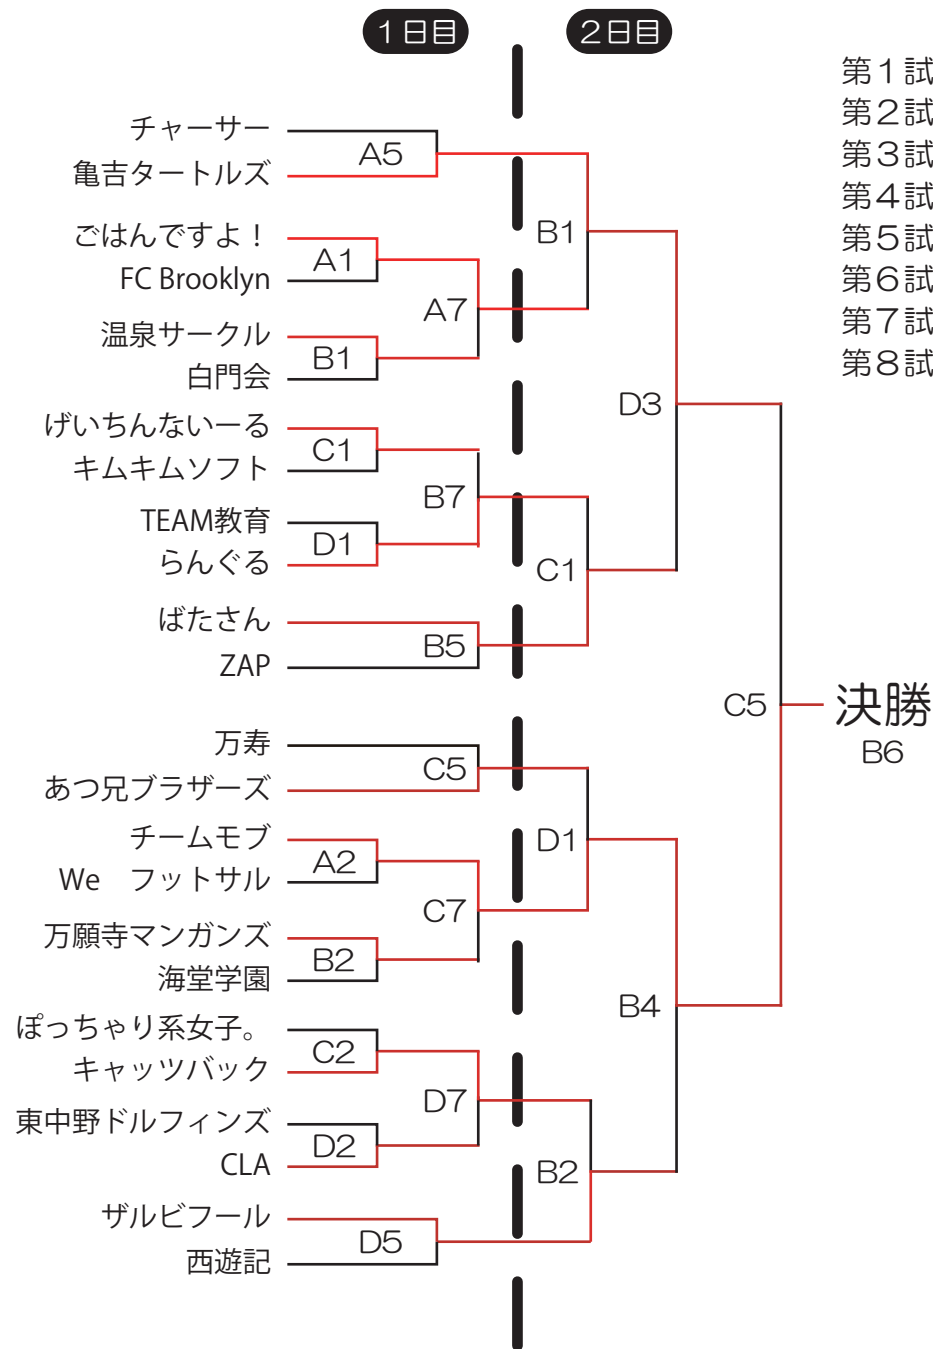 1日目
2日目
第1試
第2試
第3試
第4試
第5試
第6試
第7試
第8試
チャーサー
亀吉タートルズ
A5
ごはんですよ！
FC Brooklyn
A1
温泉サークル
白門会
B1
A7
B1
げいちんないーる
キムキムソフト
C1
TEAM教育
らんぐる
D1
B7
ばたさん
ZAP
B5
C1
D3
万寿
あつ兄ブラザーズ
C5
チームモブ
We　フットサル
A2
万願寺マンガンズ
海堂学園
B2
C7
D1
ぽっちゃり系女子。
キャッツバック
C2
東中野ドルフィンズ
CLA
D2
D7
ザルビフール
西遊記
D5
B2
B4
C5
決勝
B6